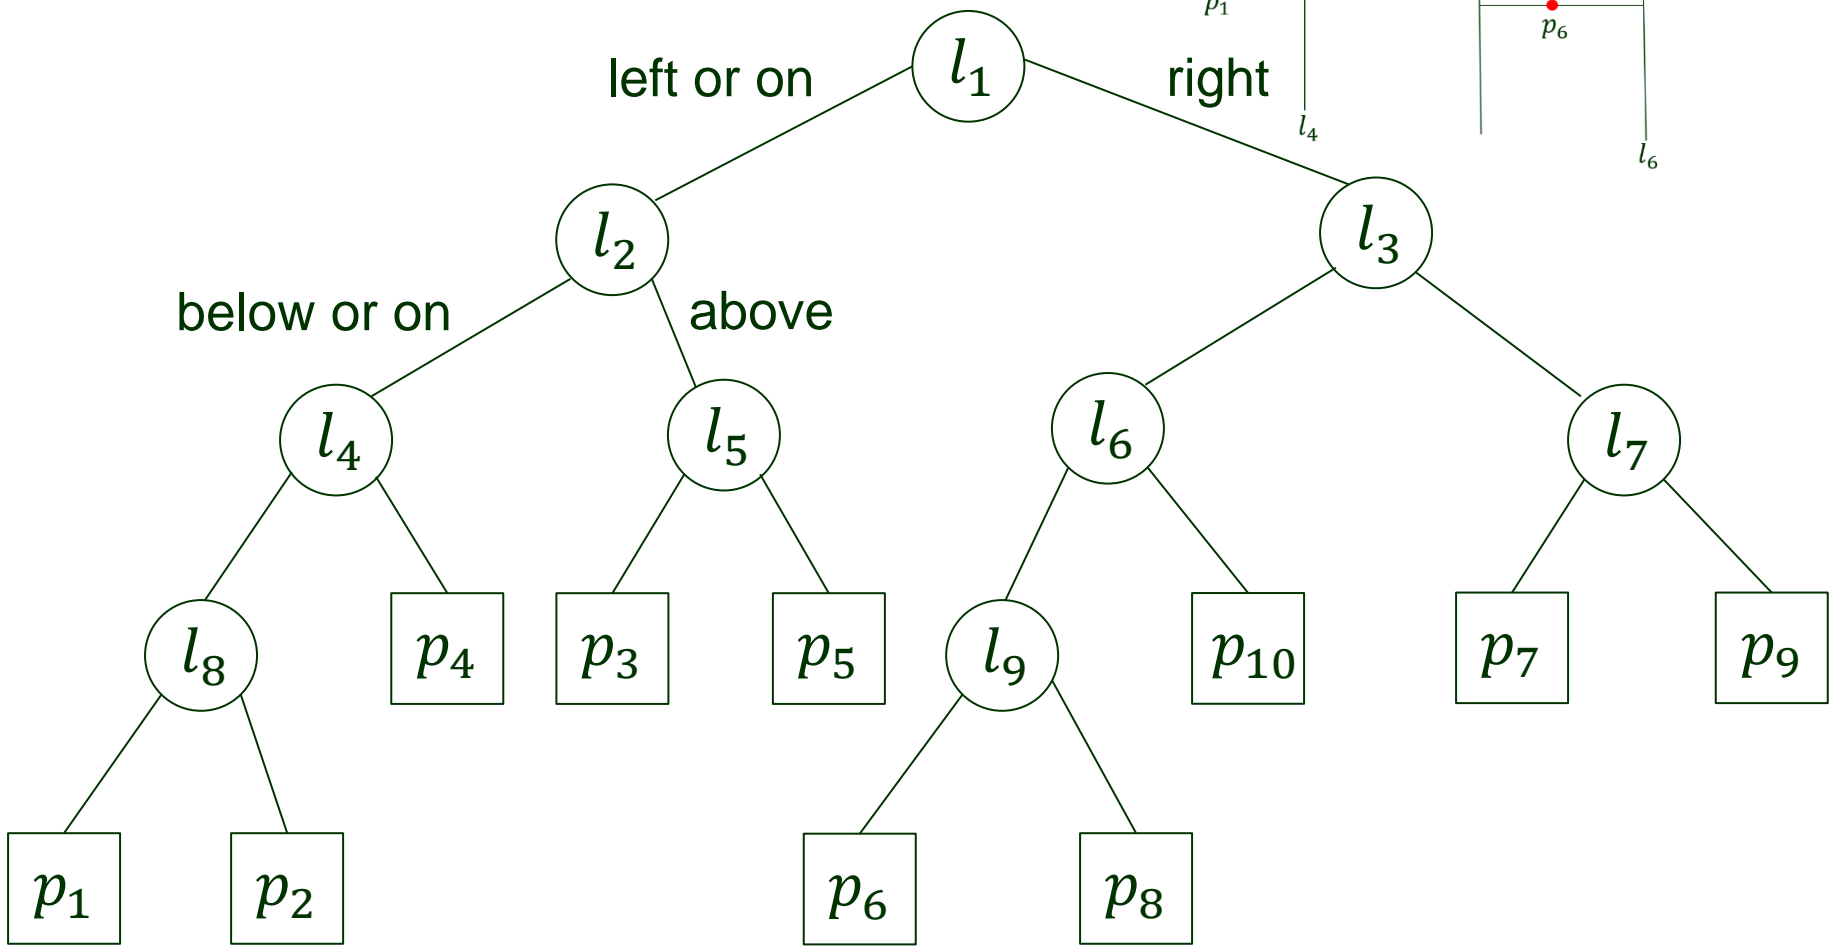 p₁
p₆
l₁
left or on
right
l₄
l₆
l₂
l₃
below or on
above
l₄
l₅
l₆
l₇
l₈
p₄
p₃
p₅
l₉
p₁₀
p₇
p₉
p₁
p₂
p₆
p₈